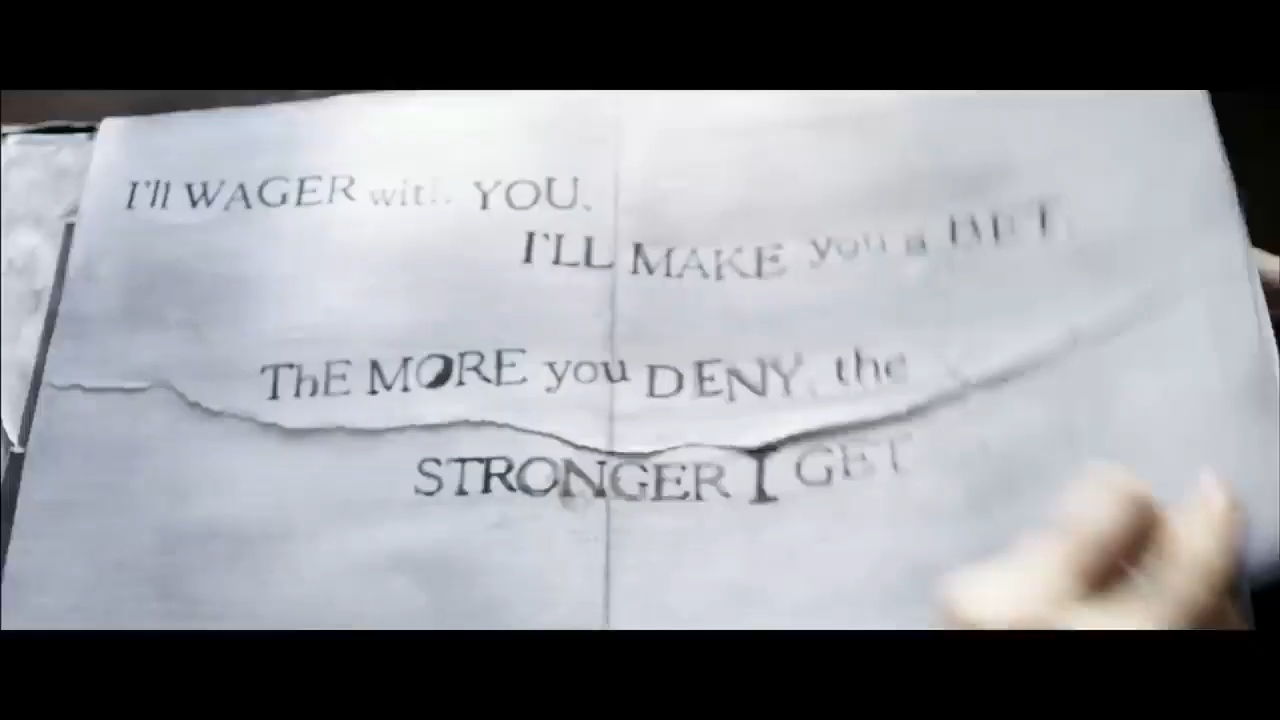 I'll WAGER with YOU.
I'LL MAKE you a BET.
ThE MORE you DENY, the
STRONGER I GET